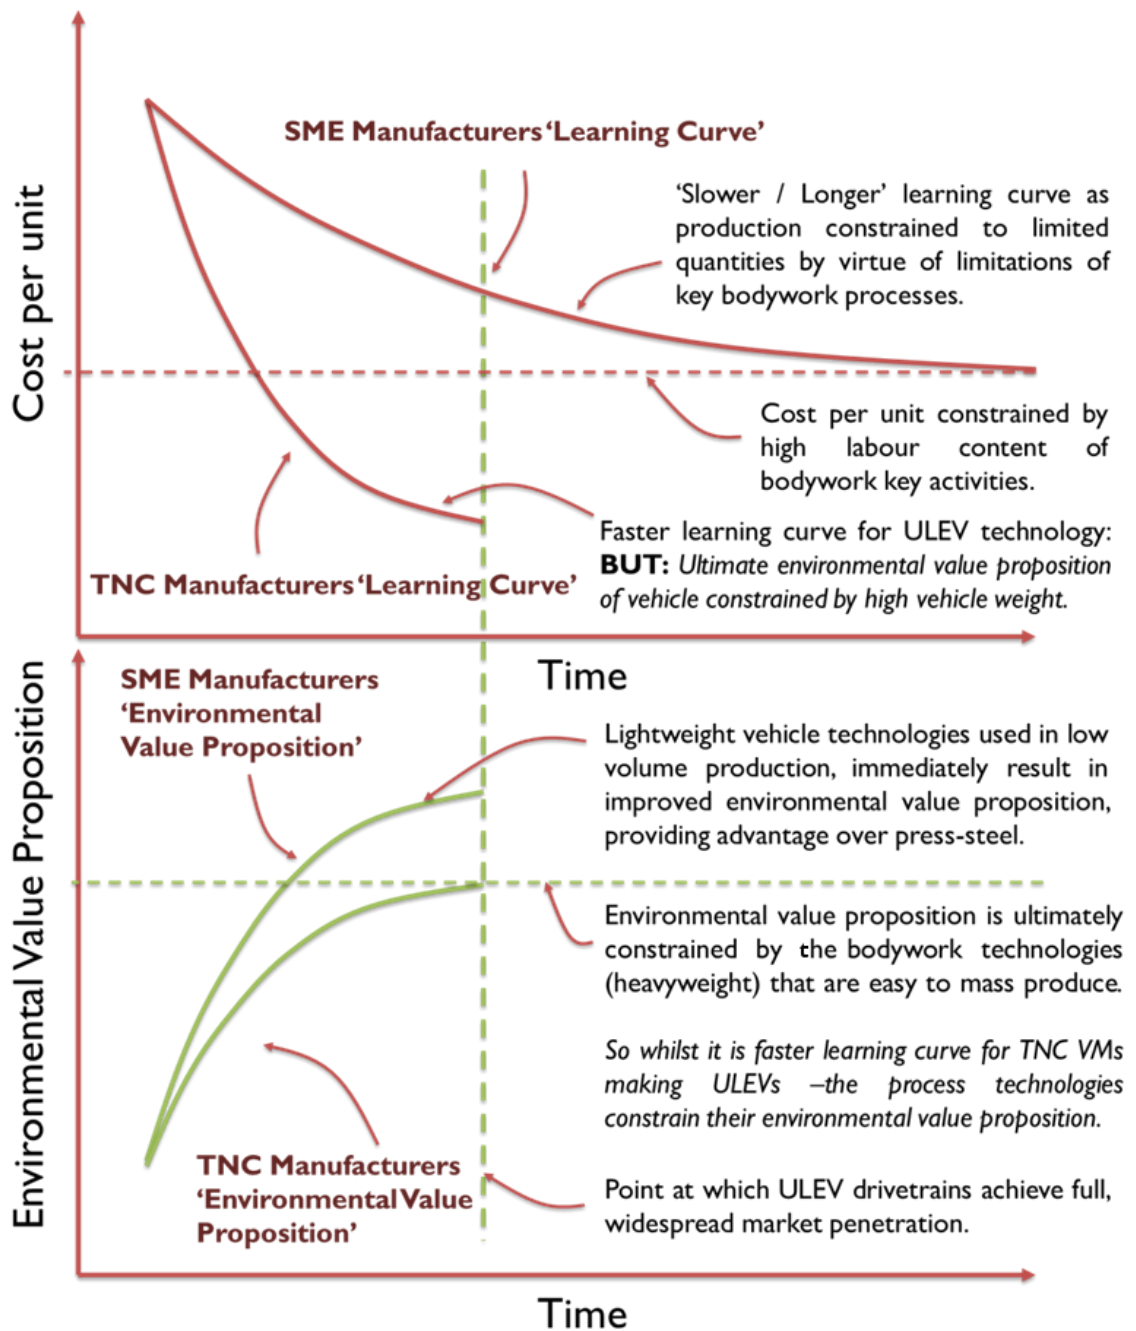 Cost per unit
SME Manufacturers ‘Learning Curve’
‘Slower / Longer’ learning curve as
production constrained to limited
quantities by virtue of limitations of
key bodywork processes.
Cost per unit constrained by
high labour content of
bodywork key activities.
Faster learning curve for ULEV technology:
BUT: Ultimate environmental value proposition
of vehicle constrained by high vehicle weight.
TNC Manufacturers ‘Learning Curve’
Time
Environmental Value Proposition
SME Manufacturers
‘Environmental
Value Proposition’
Lightweight vehicle technologies used in low
volume production, immediately result in
improved environmental value proposition,
providing advantage over press-steel.
Environmental value proposition is ultimately
constrained by the bodywork technologies
(heavyweight) that are easy to mass produce.
So whilst it is faster learning curve for TNC VMs
making ULEVs –the process technologies
constrain their environmental value proposition.
TNC Manufacturers
‘Environmental Value
Proposition’
Point at which ULEV drivetrains achieve full,
widespread market penetration.
Time